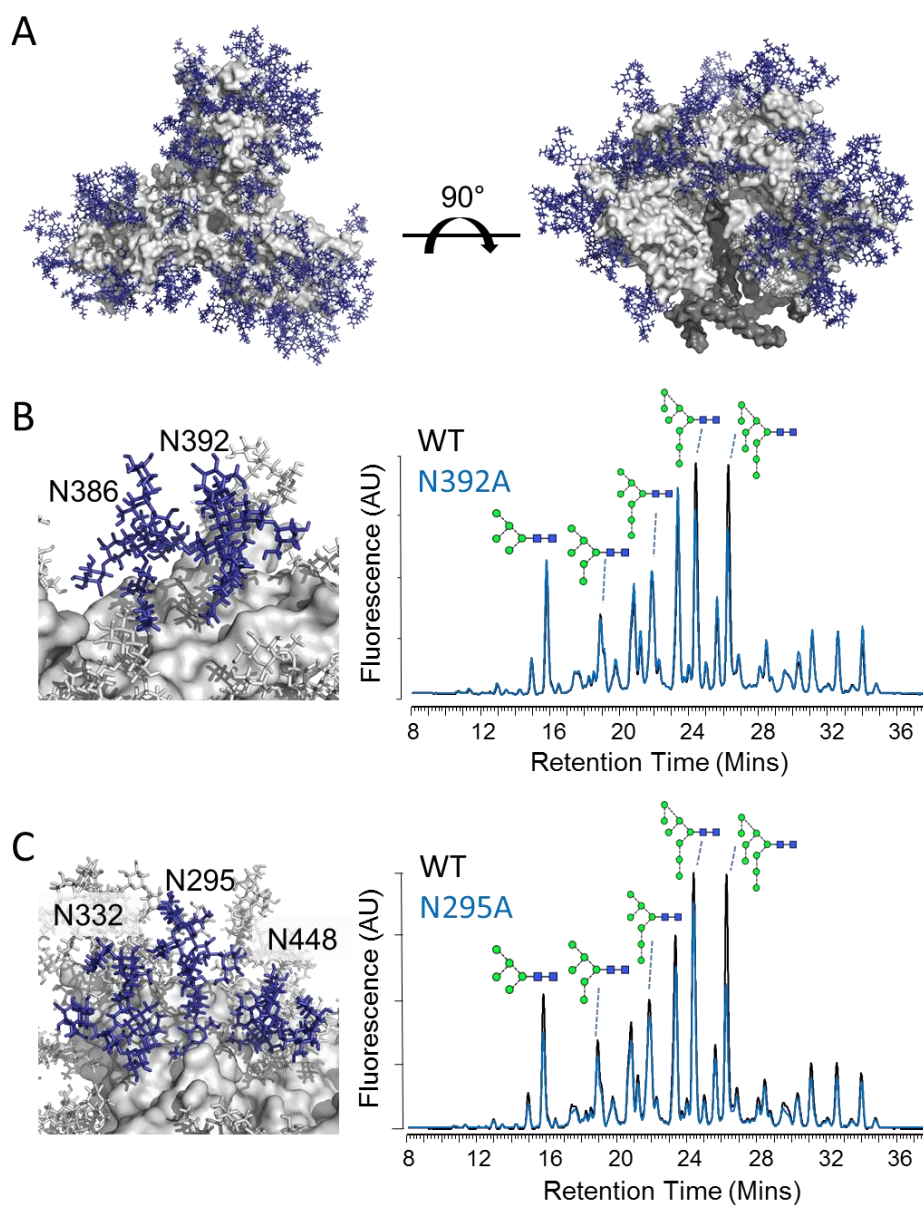 A
90°
B
N392
N386
WT
N392A
Fluorescence (AU)
8 12 16 20 24 28 32 36
Retention Time (Mins)
C
N295
N332
N448
WT
N295A
Fluorescence (AU)
8 12 16 20 24 28 32 36
Retention Time (Mins)